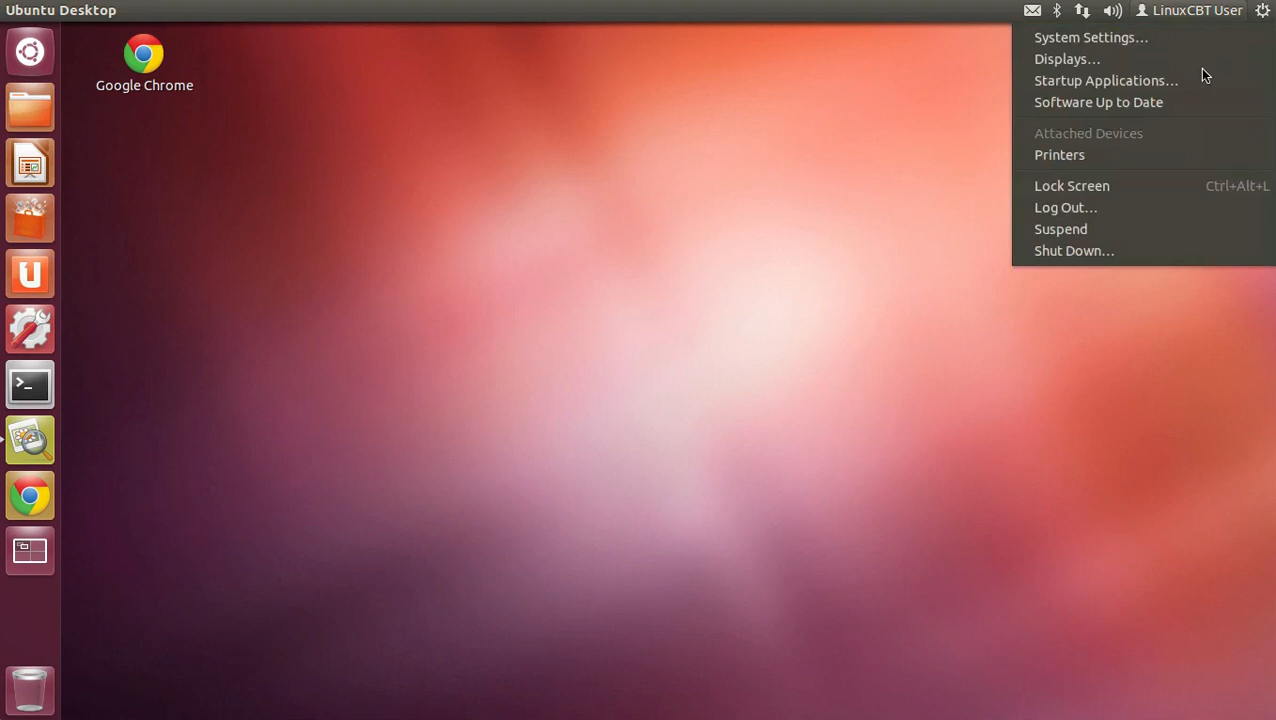 Ubuntu Desktop
LinuxCBT User
Google Chrome
System Settings...
Displays...
Startup Applications...
Software Up to Date
Attached Devices
Printers
Lock Screen Ctrl+Alt+L
Log Out...
Suspend
Shut Down...
>_